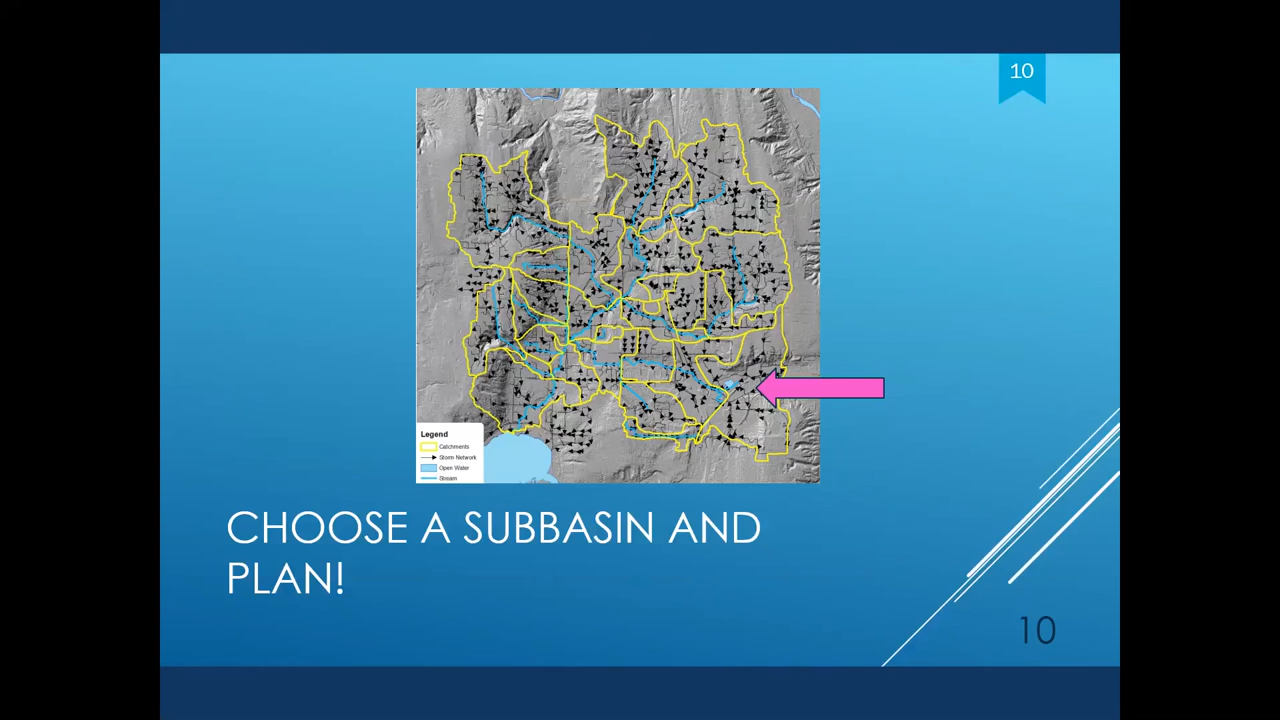 10
Legend
Catchments
Storm Network
Open Water
Stream
CHOOSE A SUBBASIN AND
PLAN!
10